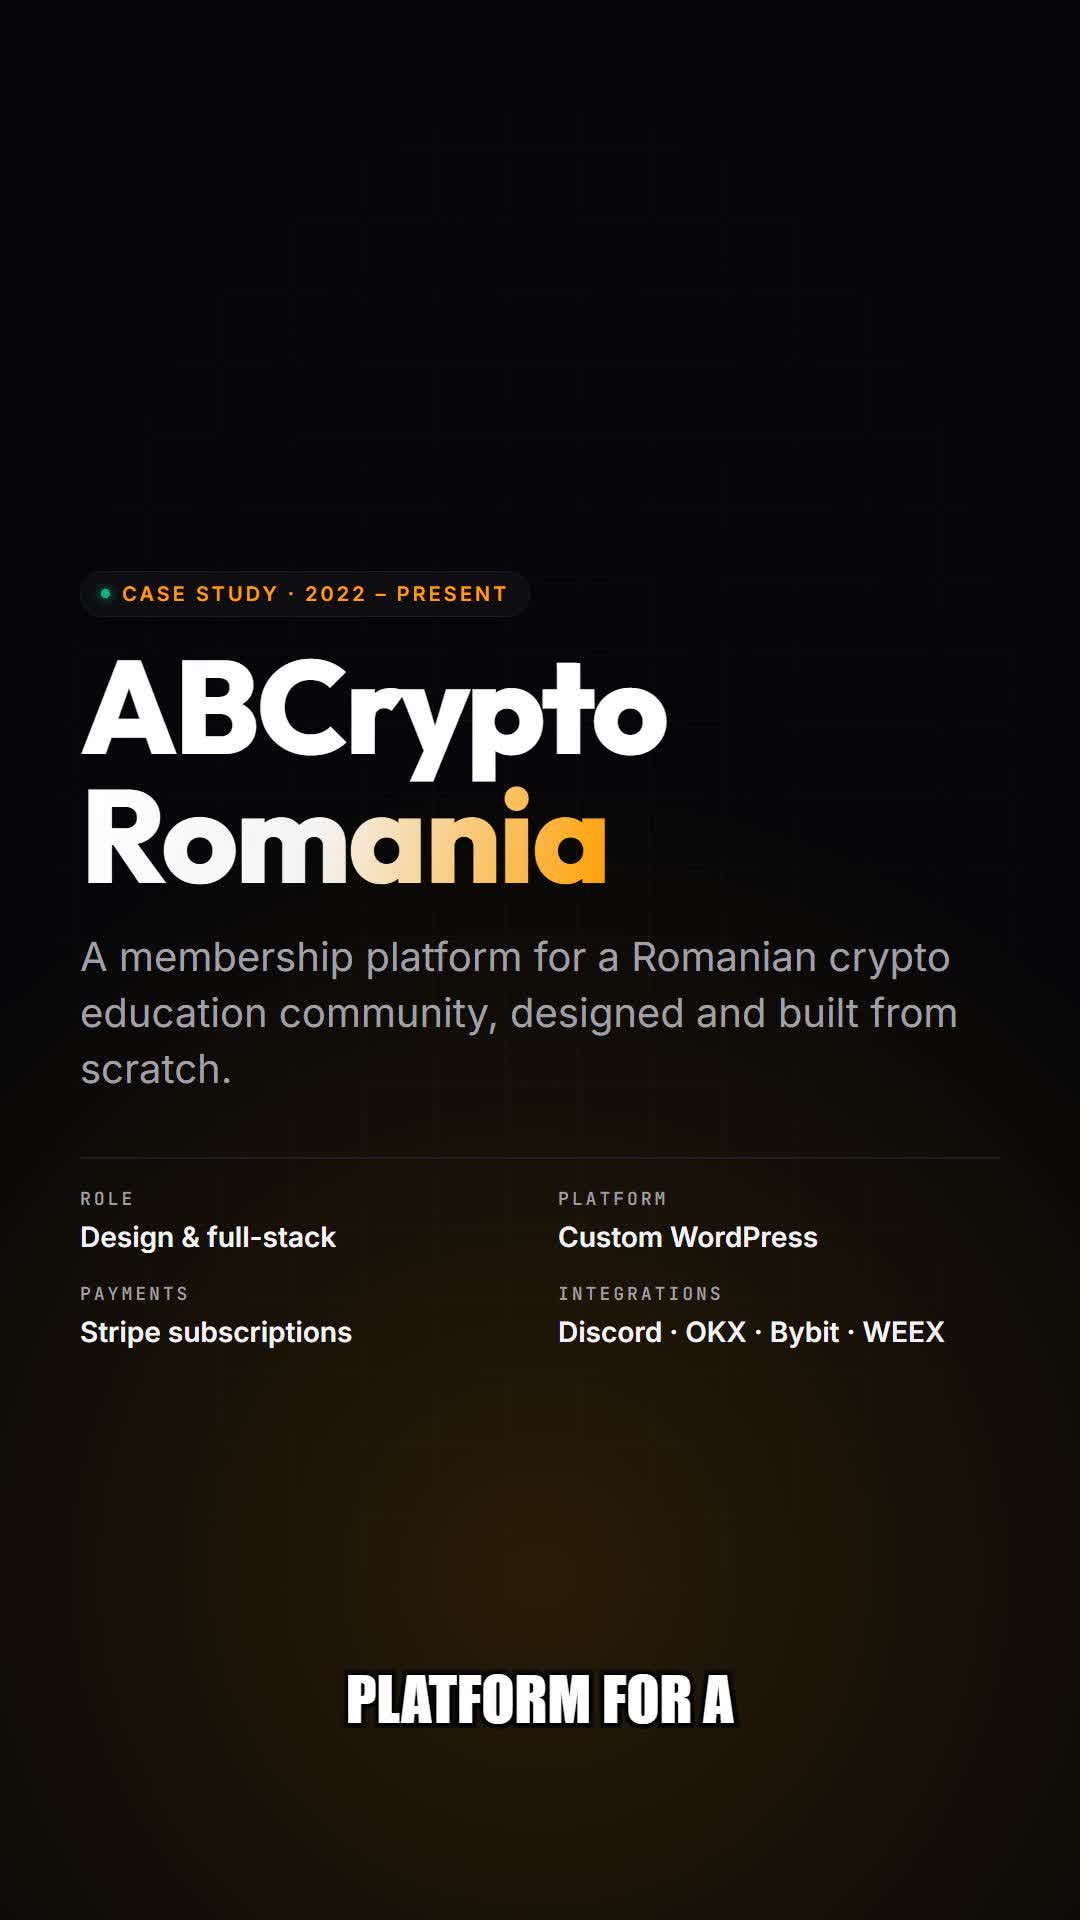 CASE STUDY · 2022 – PRESENT
ABCrypto
Romania
A membership platform for a Romanian crypto
education community, designed and built from
scratch.
ROLE
Design & full-stack
PLATFORM
Custom WordPress
PAYMENTS
Stripe subscriptions
INTEGRATIONS
Discord · OKX · Bybit · WEEX
PLATFORM FOR A